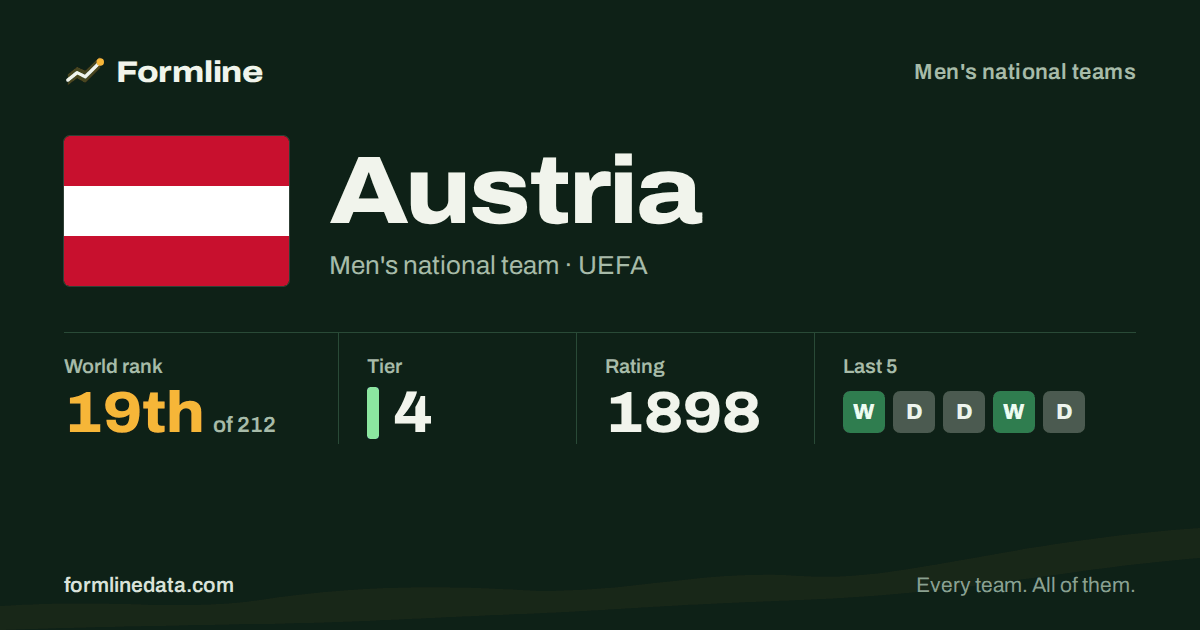 Formline
Men's national teams
Austria
Men's national team · UEFA
World rank
19th of 212
Tier
4
Rating
1898
Last 5
W D D W D
formlinedata.com
Every team. All of them.